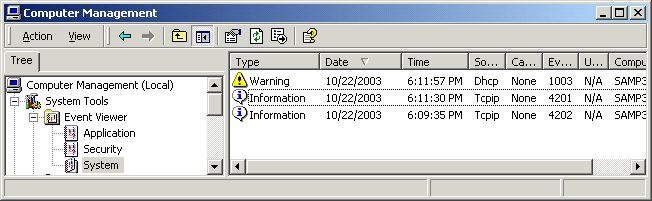 Computer Management
Action View
Tree
Computer Management (Local)
System Tools
Event Viewer
Application
Security
System
Type Date Time So... Ca... Ev... U... Compu
Warning 10/22/2003 6:11:57 PM Dhcp None 1003 N/A SAMP3
Information 10/22/2003 6:11:30 PM Tcpip None 4201 N/A SAMP3
Information 10/22/2003 6:09:35 PM Tcpip None 4202 N/A SAMP3